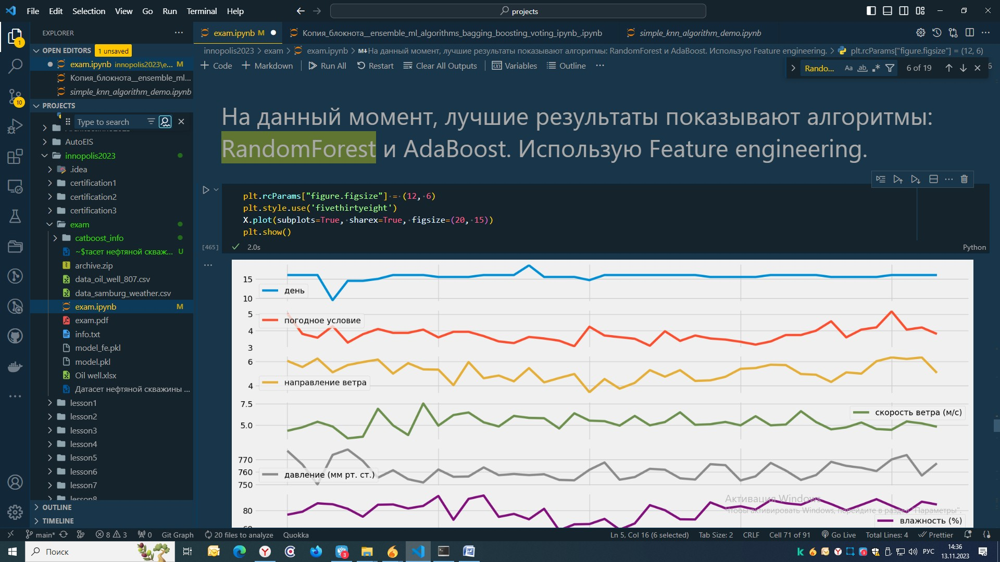 File Edit Selection View Go Run Terminal Help
projects
EXPLORER
exam.ipynb M
Копия_блокнота__ensemble_ml_algorithms_bagging_boosting_voting_ipynb_.ipynb
simple_knn_algorithm_demo.ipynb
OPEN EDITORS 1 unsaved
innopolis2023 > exam > exam.ipynb > M↓На данный момент, лучшие результаты показывают алгоритмы: RandomForest и AdaBoost. Использую Feature engineering. > plt.rcParams["figure.figsize"] = (12, 6)
exam.ipynb innopolis2023\e... M
Code Markdown Run All Restart Clear All Outputs Variables Outline ...
Rando... Aa ab 6 of 19
Копия_блокнота__ensemble_ml...
simple_knn_algorithm_demo.ipynb
PROJECTS
Type to search
AutoEIS
innopolis2023
.idea
certification1
certification2
certification3
exam
catboost_info
~$тасет нефтяной скваж... U
archive.zip
data_oil_well_807.csv
data_samburg_weather.csv
exam.ipynb M
exam.pdf
info.txt
model_fe.pkl
model.pkl
Oil well.xlsx
Датасет нефтяной скважины ...
lesson1
lesson2
lesson3
lesson4
lesson5
lesson6
lesson7
lesson8
OUTLINE
TIMELINE
На данный момент, лучшие результаты показывают алгоритмы:
RandomForest и AdaBoost. Использую Feature engineering.
plt.rcParams["figure.figsize"] = (12, 6)
plt.style.use('fivethirtyeight')
X.plot(subplots=True, sharex=True, figsize=(20, 15))
plt.show()
[465] 2.0s Python
15
день
10
5
погодное условие
4
3
6
направление ветра
4
7.5
скорость ветра (м/с)
5.0
770
760 давление (мм рт. ст.)
750
80
влажность (%)
60
Активация Windows
Чтобы активировать Windows, перейдите в раздел "Параметры".
main* 8 3 0 Git Graph 20 files to analyze Quokka Ln 5, Col 16 (6 selected) Tab Size: 2 CRLF Cell 71 of 91 Go Live Total Lines: 4 Prettier
1
10
Поиск
3
3
РУС
14:36
13.11.2023